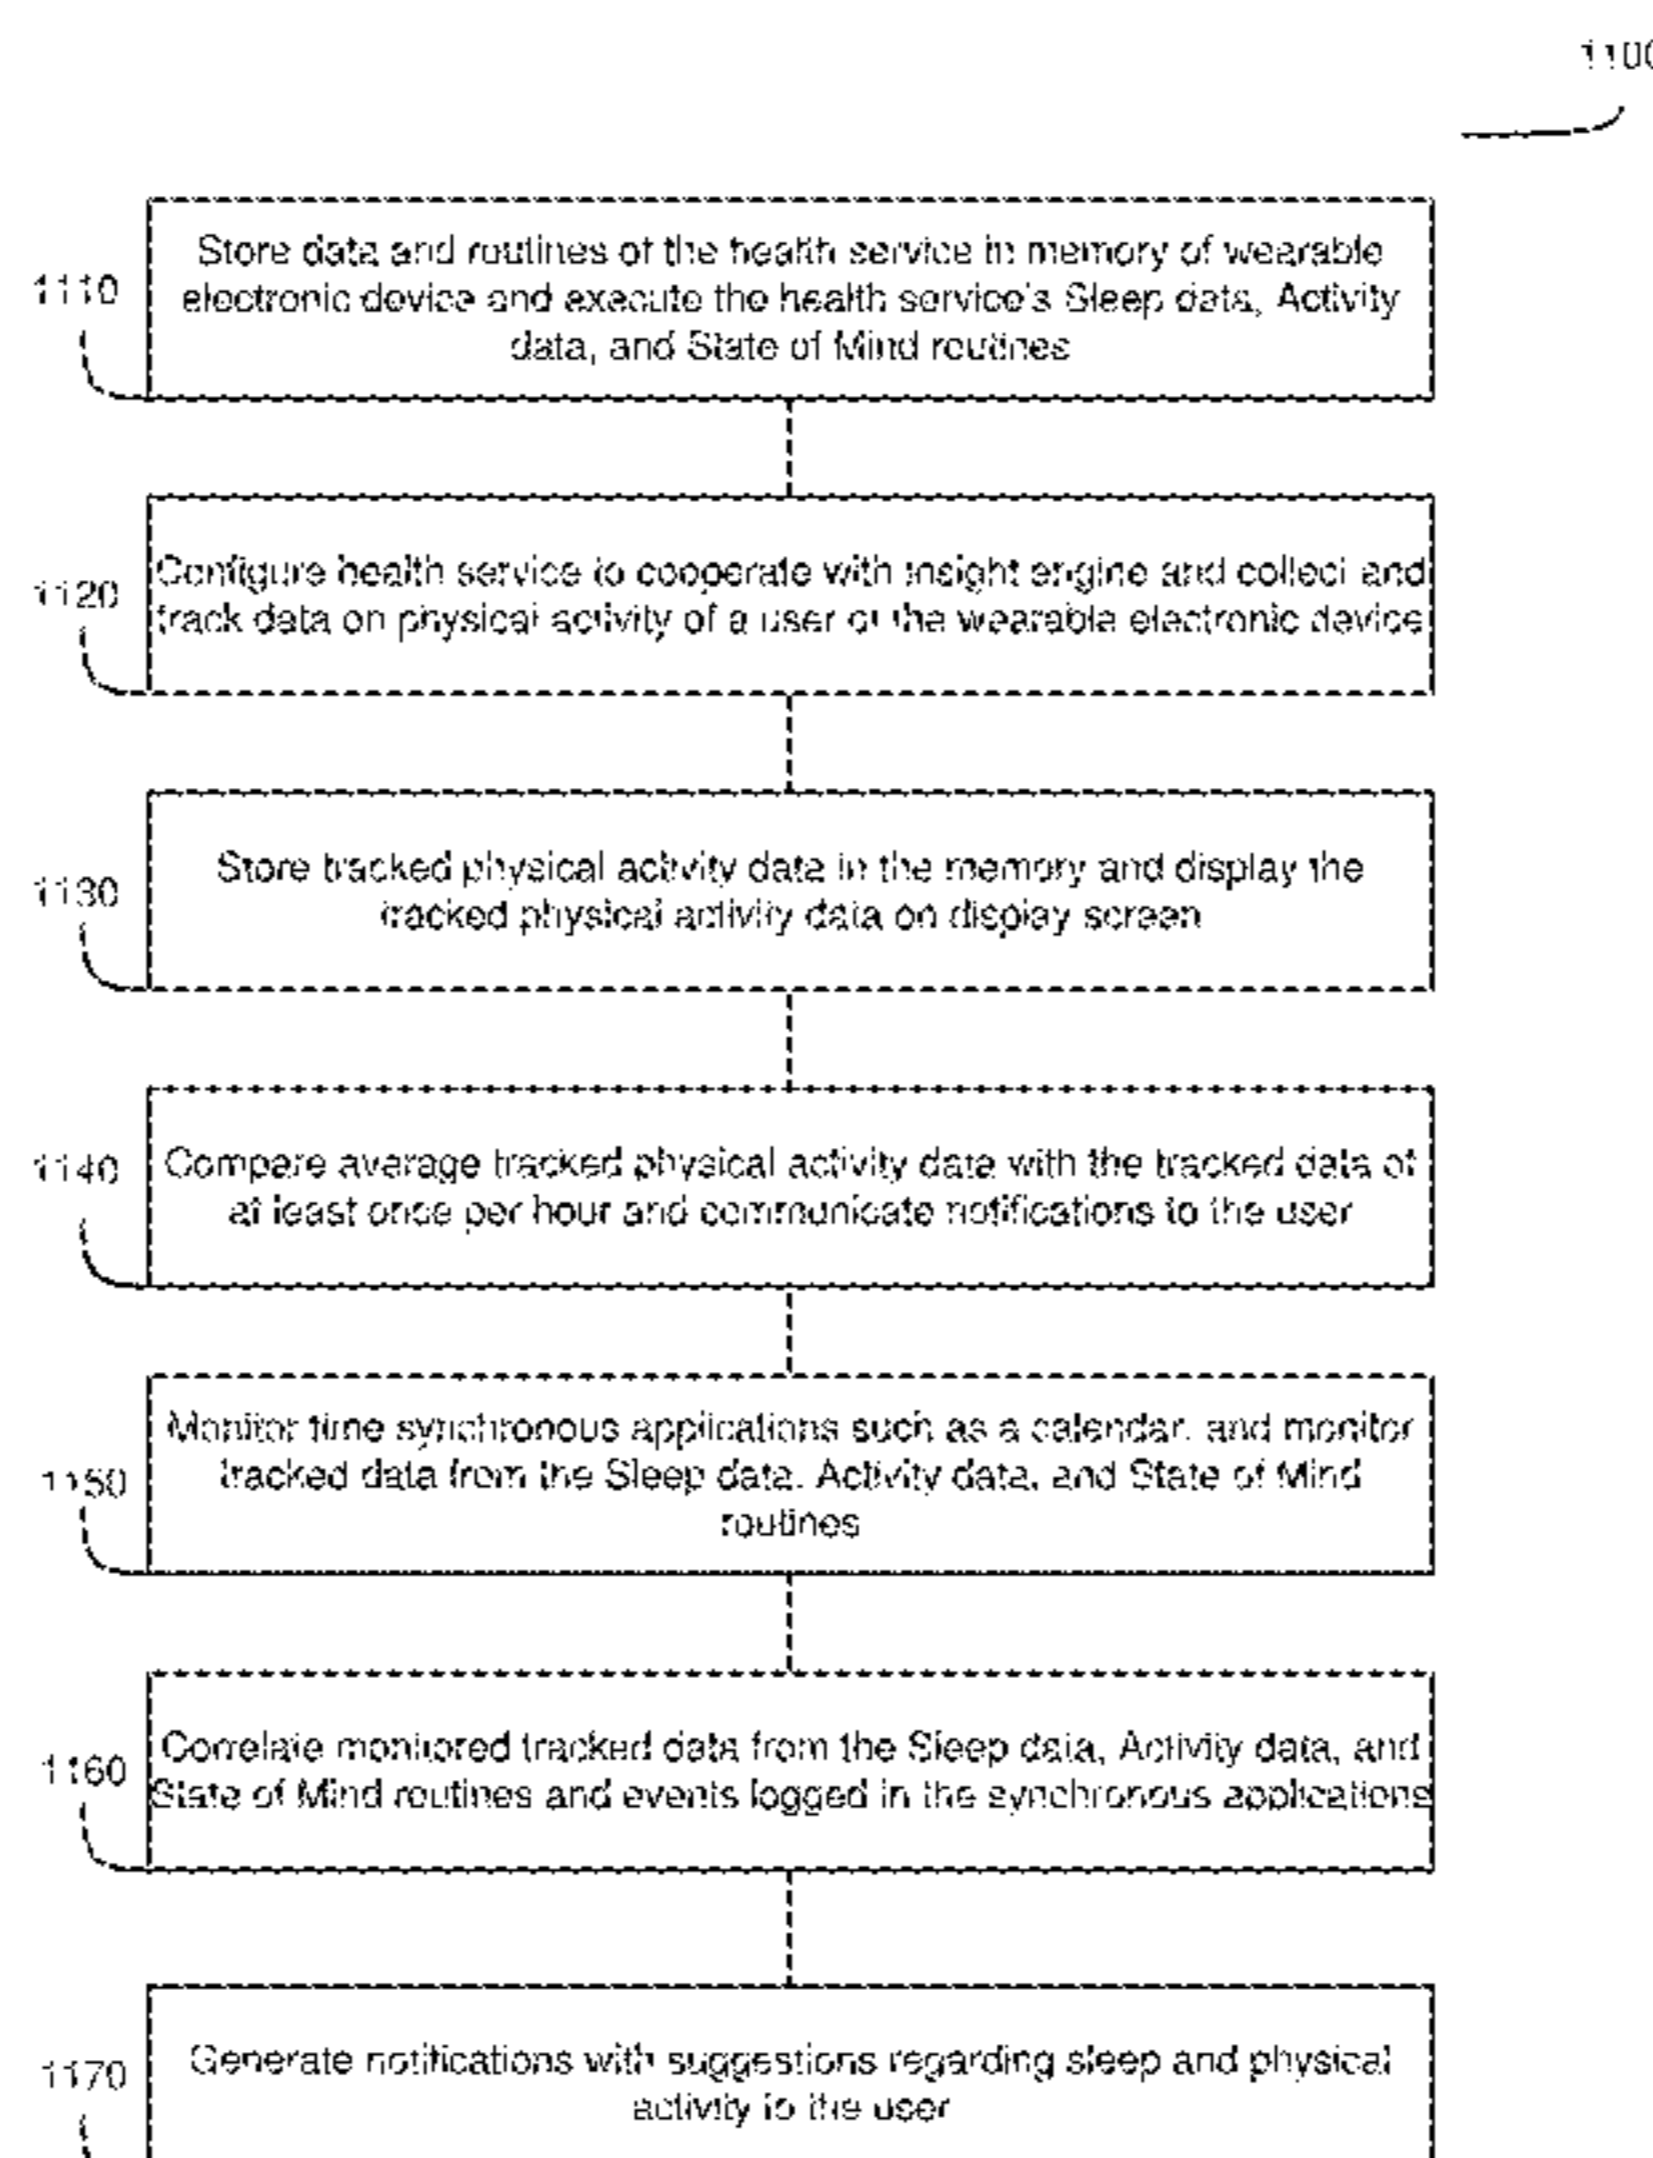 1100
1110
Store data and routines of the health service in memory of wearable
electronic device and execute the health service's Sleep data, Activity
data, and State of Mind routines
1120
Configure health service to cooperate with insight engine and collect and
track data on physical activity of a user of the wearable electronic device
1130
Store tracked physical activity data in the memory and display the
tracked physical activity data on display screen
1140
Compare average tracked physical activity data with the tracked data of
at least once per hour and communicate notifications to the user
1150
Monitor time synchronous applications such as a calendar, and monitor
tracked data from the Sleep data, Activity data, and State of Mind
routines
1160
Correlate monitored tracked data from the Sleep data, Activity data, and
State of Mind routines and events logged in the synchronous applications
1170
Generate notifications with suggestions regarding sleep and physical
activity to the user